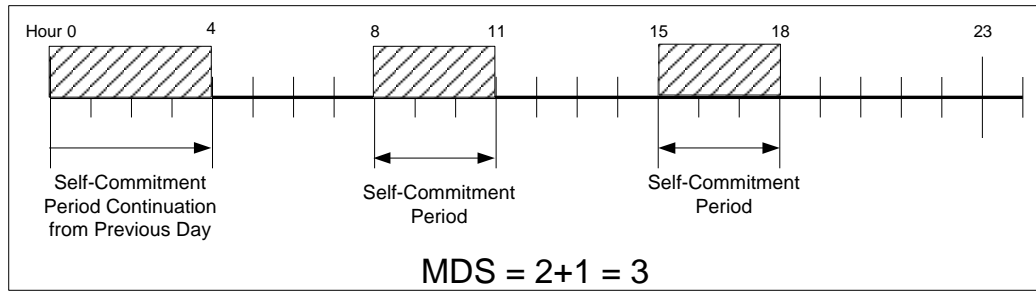 Hour 0 4 8 11 15 18 23
Self-Commitment
Period Continuation
from Previous Day
Self-Commitment
Period
Self-Commitment
Period
MDS = 2+1 = 3